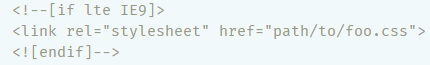 <!--[if lte IE9]>
<link rel="stylesheet" href="path/to/foo.css">
<![endif]-->